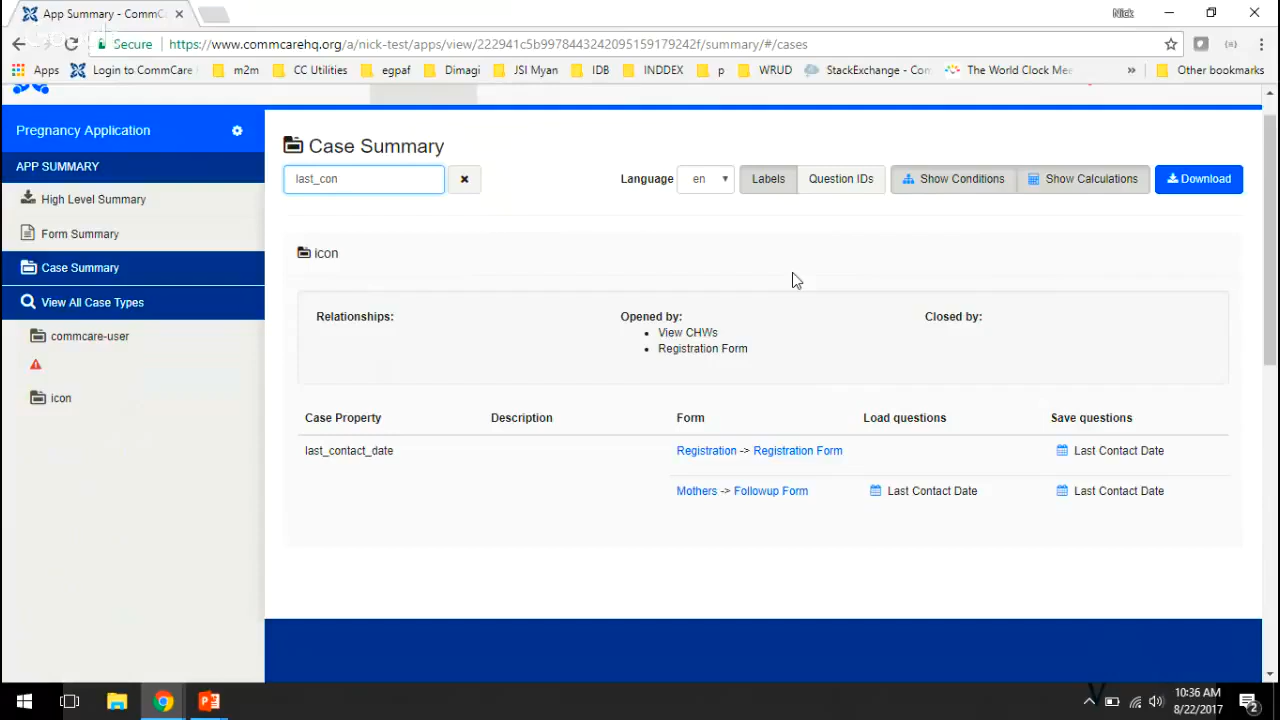 App Summary - CommC
Nick
Secure https://www.commcarehq.org/a/nick-test/apps/view/222941c5b9978443242095159179242f/summary/#/cases
Apps Login to CommCare m2m CC Utilities egpaf Dimagi JSI Myan IDB INDDEX p WRUD StackExchange - Com The World Clock Mee » Other bookmarks
Pregnancy Application
APP SUMMARY
High Level Summary
Form Summary
Case Summary
View All Case Types
commcare-user
icon
Case Summary
last_con
Language en Labels Question IDs Show Conditions Show Calculations Download
icon
Relationships: Opened by: Closed by:
View CHWs
Registration Form
Case Property Description Form Load questions Save questions
last_contact_date Registration -> Registration Form Last Contact Date
Mothers -> Followup Form Last Contact Date Last Contact Date
10:36 AM
8/22/2017
2